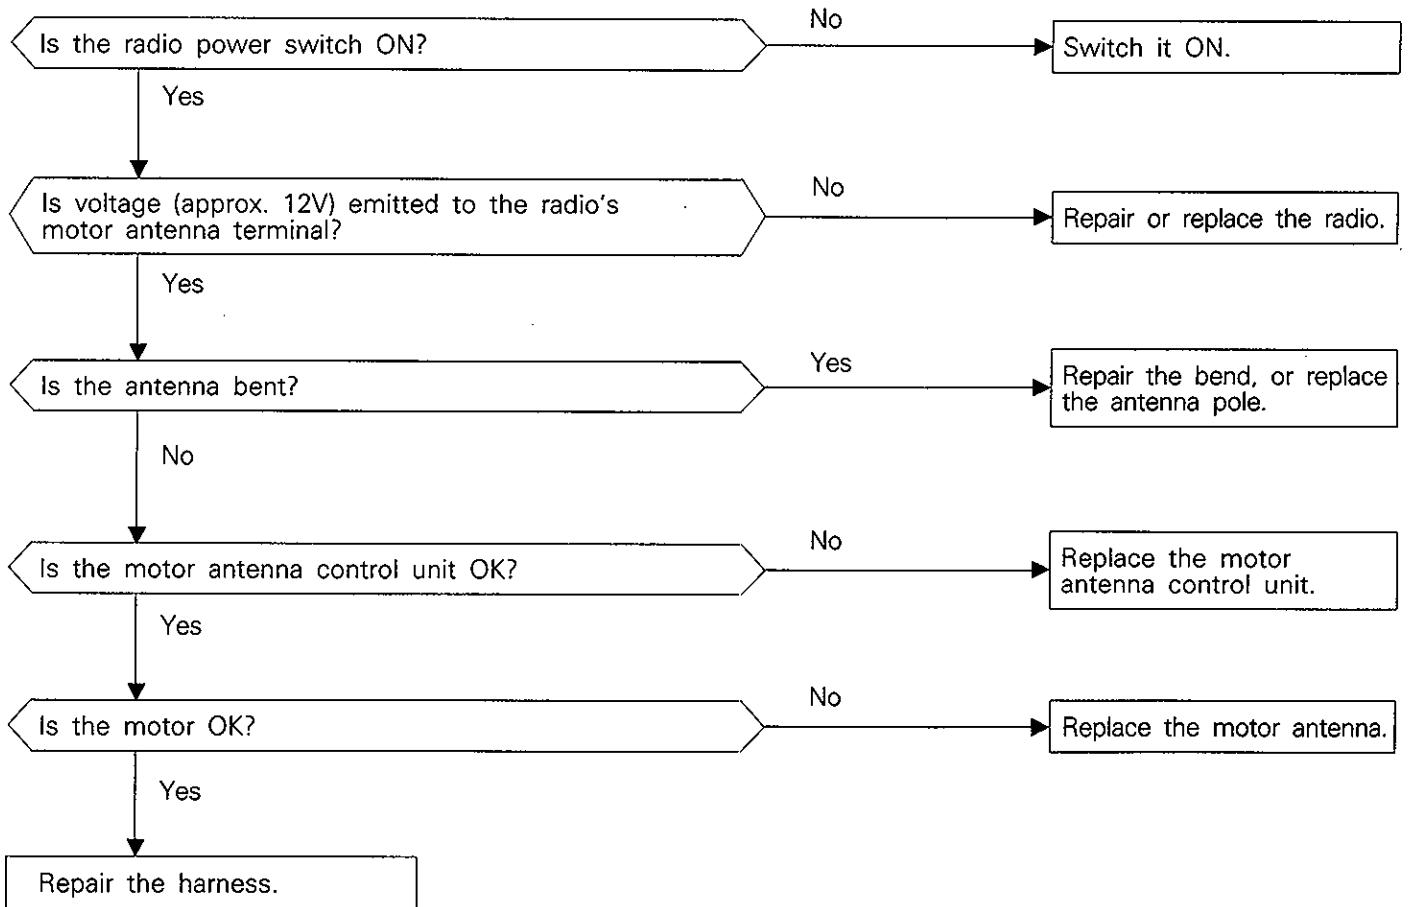 Is the radio power switch ON?
No
Switch it ON.
Yes
Is voltage (approx. 12V) emitted to the radio's
motor antenna terminal?
No
Repair or replace the radio.
Yes
Is the antenna bent?
Yes
Repair the bend, or replace
the antenna pole.
No
Is the motor antenna control unit OK?
No
Replace the motor
antenna control unit.
Yes
Is the motor OK?
No
Replace the motor antenna.
Yes
Repair the harness.